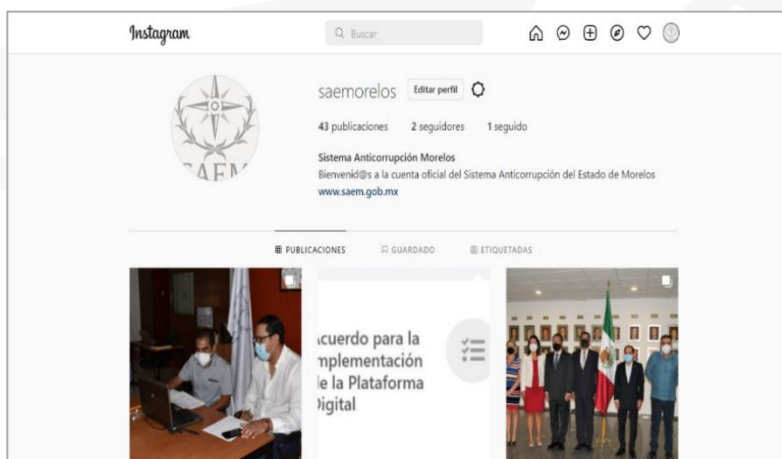 Instagram
Buscar
saemorelos Editar perfil
43 publicaciones 2 seguidores 1 seguido
Sistema Anticorrupción Morelos
Bienvenid@s a la cuenta oficial del Sistema Anticorrupción del Estado de Morelos
www.saem.gob.mx
PUBLICACIONES GUARDADO ETIQUETADAS
SAEM
cuerdo para la
mplementación
e la Plataforma
igital